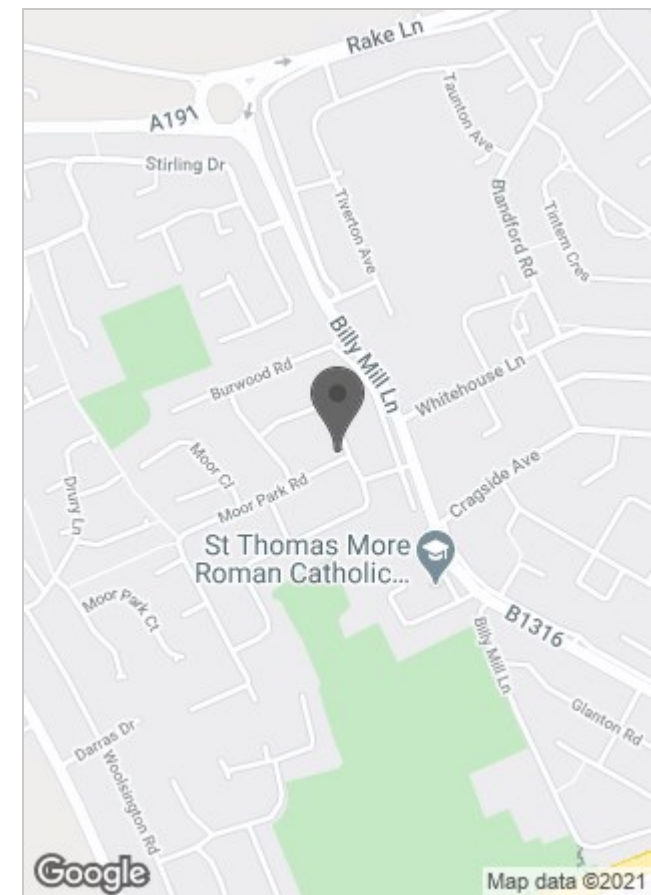 Rake Ln
A191
Stirling Dr
Taunton Ave
Tiverton Ave
Blandford Rd
Tintern Cres
Billy Mill Ln
Burwood Rd
Whitehouse Ln
Moor Ct
Drury Ln
Moor Park Rd
Cragside Ave
St Thomas More
Roman Catholic...
Moor Park Ct
B1316
Billy Mill Ln
Glanton Rd
Darras Dr
Woolsington Rd
Google
Map data ©2021